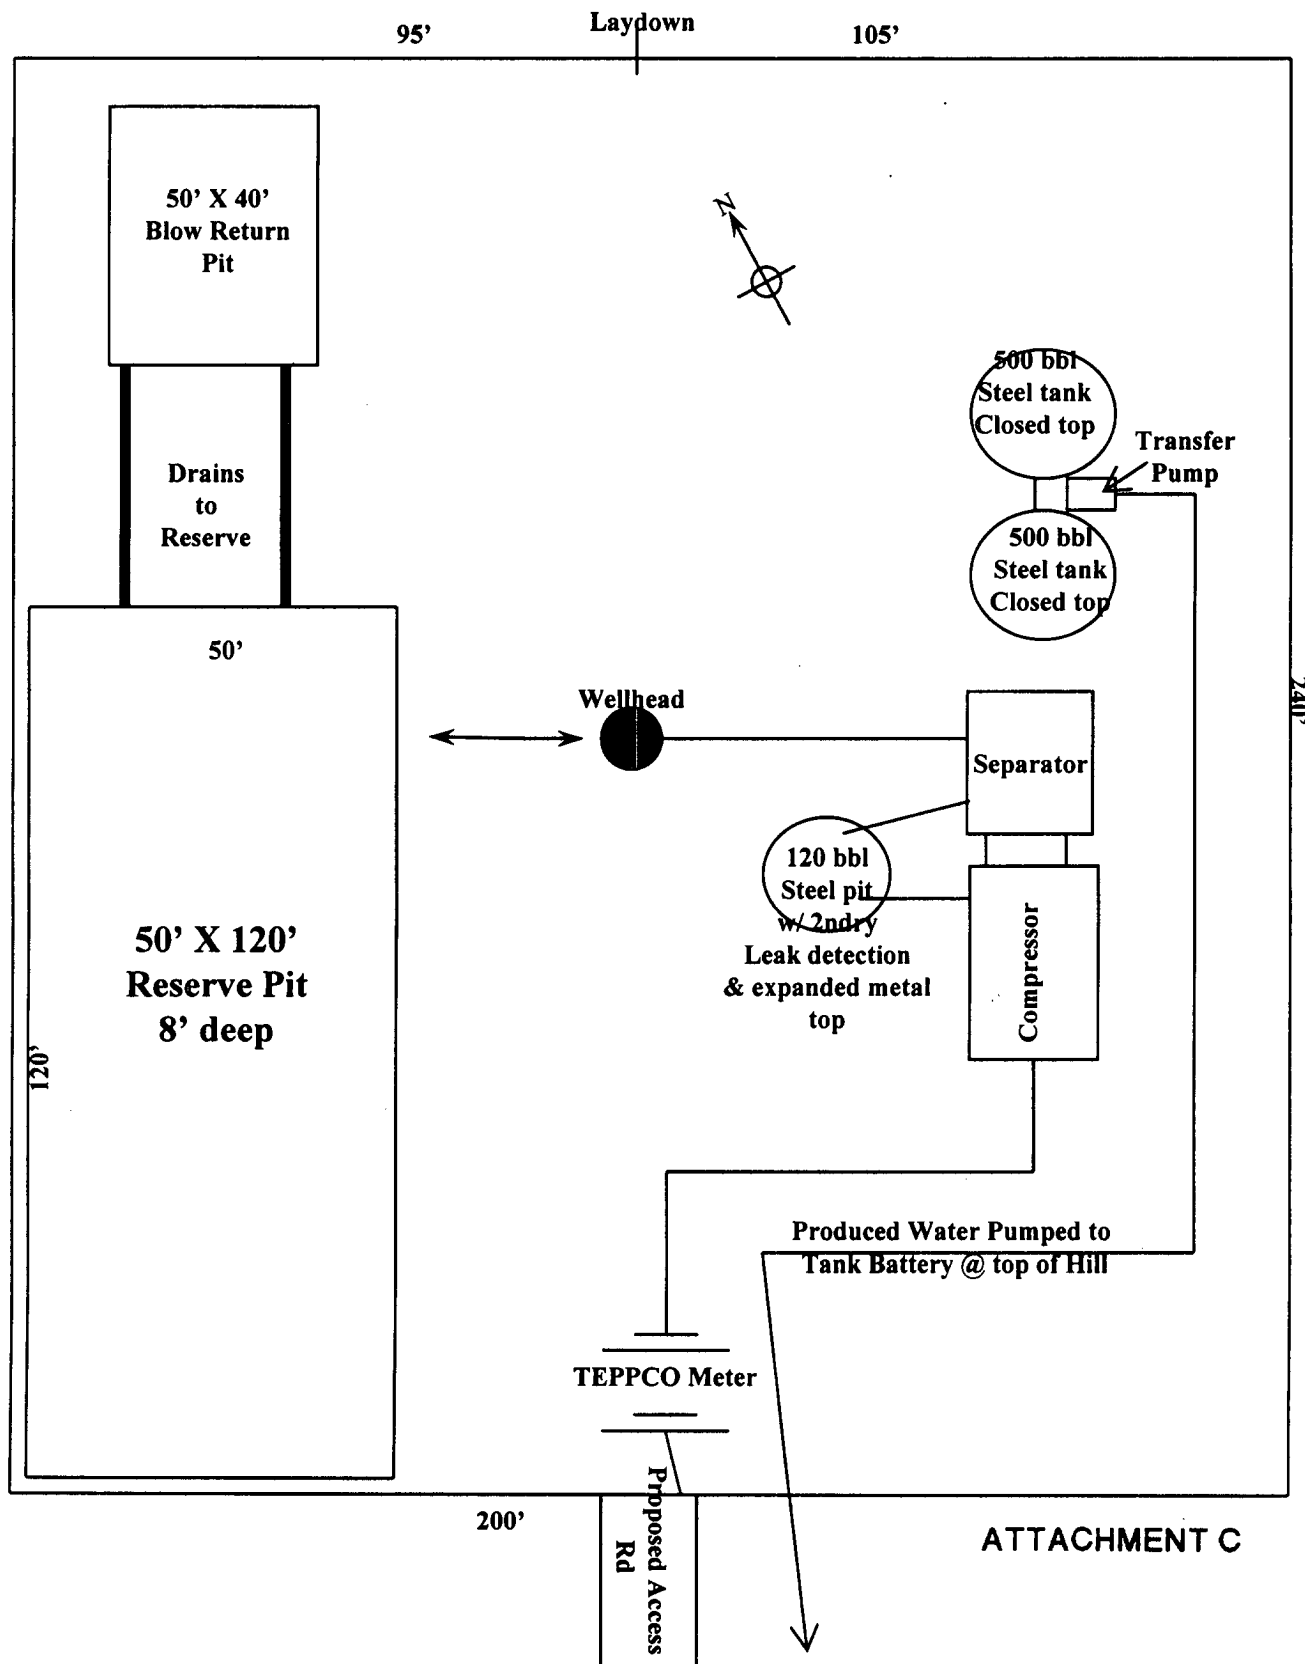 Laydown
95’
105’
50’ X 40’
Blow Return
Pit
N
500 bbl
Steel tank
Closed top
Transfer
Pump
Drains
to
Reserve
500 bbl
Steel tank
Closed top
50’
240’
Wellhead
Separator
120 bbl
Steel pit
w/ 2ndry
Leak detection
& expanded metal
top
Compressor
50’ X 120’
Reserve Pit
8’ deep
120’
Produced Water Pumped to
Tank Battery @ top of Hill
TEPPCO Meter
200’
Proposed Access
Rd
ATTACHMENT C